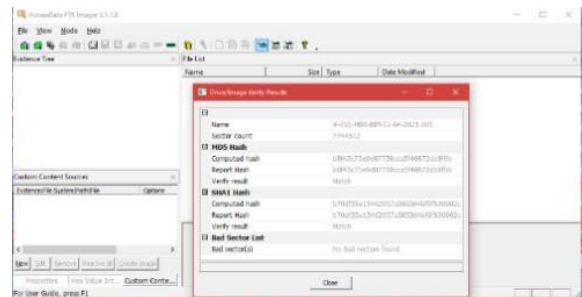 AccessData FTK Imager 3.1.1.8
File View Mode Help
Evidence Tree
File List
Name Size Type Date Modified
Drive/Image Verify Results
Name
Sector count
MD5 Hash
Computed hash
Report Hash
Verify result Match
SHA1 Hash
Computed hash
Report Hash
Verify result Match
Bad Sector List
Bad sector(s) No bad sectors found
Close
Custom Content Sources
Evidence:File System|Path|File Options
New Edit Remove Remove All Create Image
Properties Hex Value Int... Custom Conte...
For User Guide, press F1